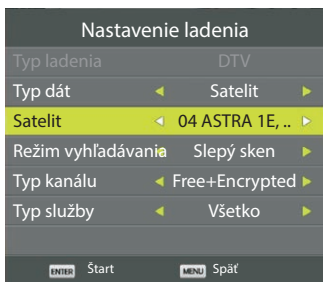 Nastavenie ladenia
Typ ladenia DTV
Typ dát Satelit
Satelit 04 ASTRA 1E, ..
Režim vyhľadávania Slepý sken
Typ kanálu Free+Encrypted
Typ služby Všetko
ENTER Štart MENU Späť